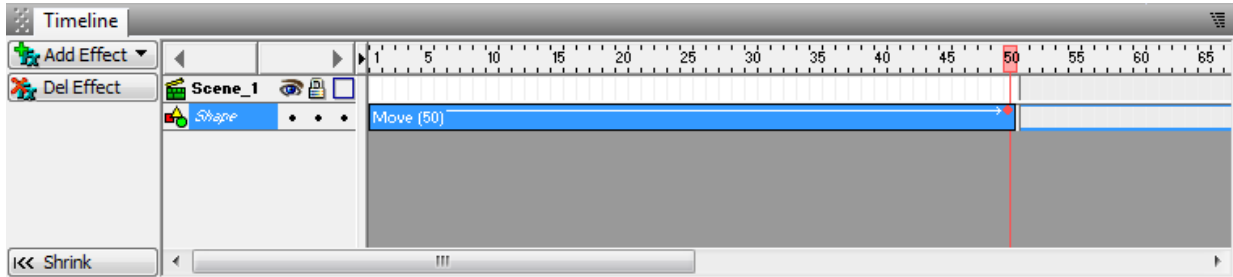 Timeline
Add Effect
1 5 10 15 20 25 30 35 40 45 50 55 60 65
Del Effect
Scene_1
Shape
Move (50)
Shrink